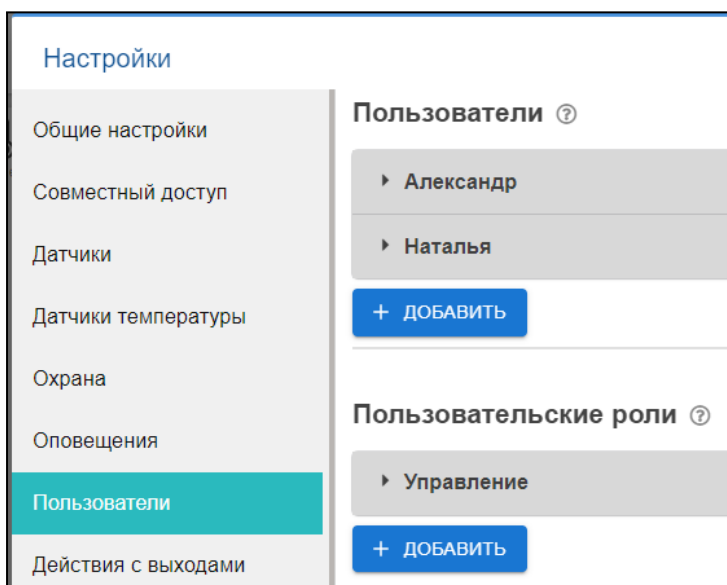 Настройки
Общие настройки
Совместный доступ
Датчики
Датчики температуры
Охрана
Оповещения
Пользователи
Действия с выходами
Пользователи ?
Александр
Наталья
+ ДОБАВИТЬ
Пользовательские роли ?
Управление
+ ДОБАВИТЬ